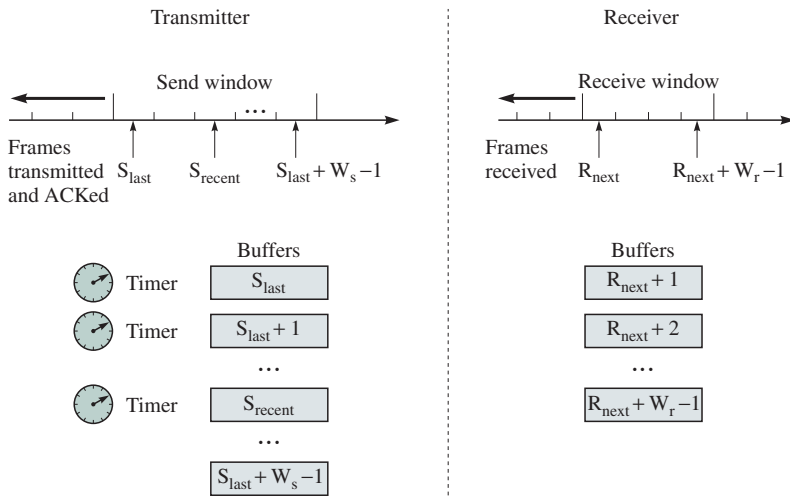 Transmitter
Receiver
Send window
Receive window
...
Frames
transmitted
and ACKed
S_last
S_recent
S_last + W_s − 1
Frames
received
R_next
R_next + W_r − 1
Buffers
Buffers
Timer
S_last
R_next + 1
Timer
S_last + 1
R_next + 2
...
...
Timer
S_recent
R_next + W_r − 1
...
S_last + W_s − 1